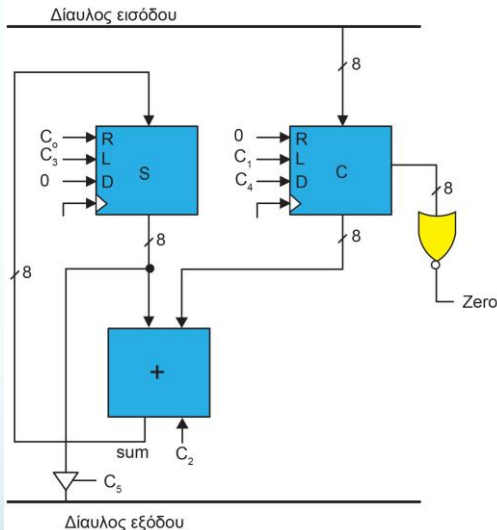 Δίαυλος εισόδου
8
C₀ R
C₃ L
0 D
S
0 R
C₁ L
C₄ D
C
8
8
8
8
+
sum
C₂
Zero
C₅
Δίαυλος εξόδου